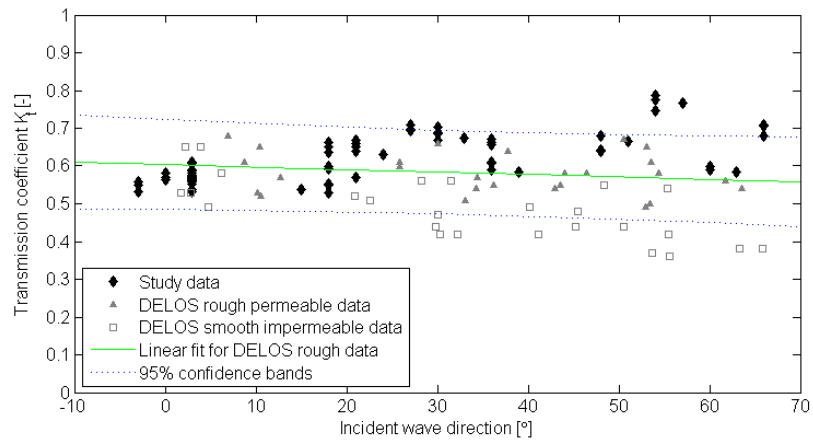 Transmission coefficient Kt [-]
1
0.9
0.8
0.7
0.6
0.5
0.4
0.3
0.2
0.1
0
Study data
DELOS rough permeable data
DELOS smooth impermeable data
Linear fit for DELOS rough data
95% confidence bands
-10 0 10 20 30 40 50 60 70
Incident wave direction [º]